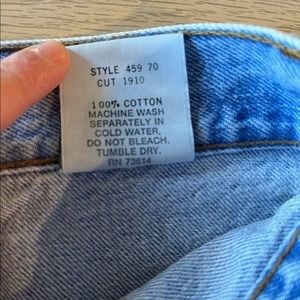 STYLE 459 70
CUT 1910
100% COTTON
MACHINE WASH
SEPARATELY IN
COLD WATER,
DO NOT BLEACH.
TUMBLE DRY.
RN 73614